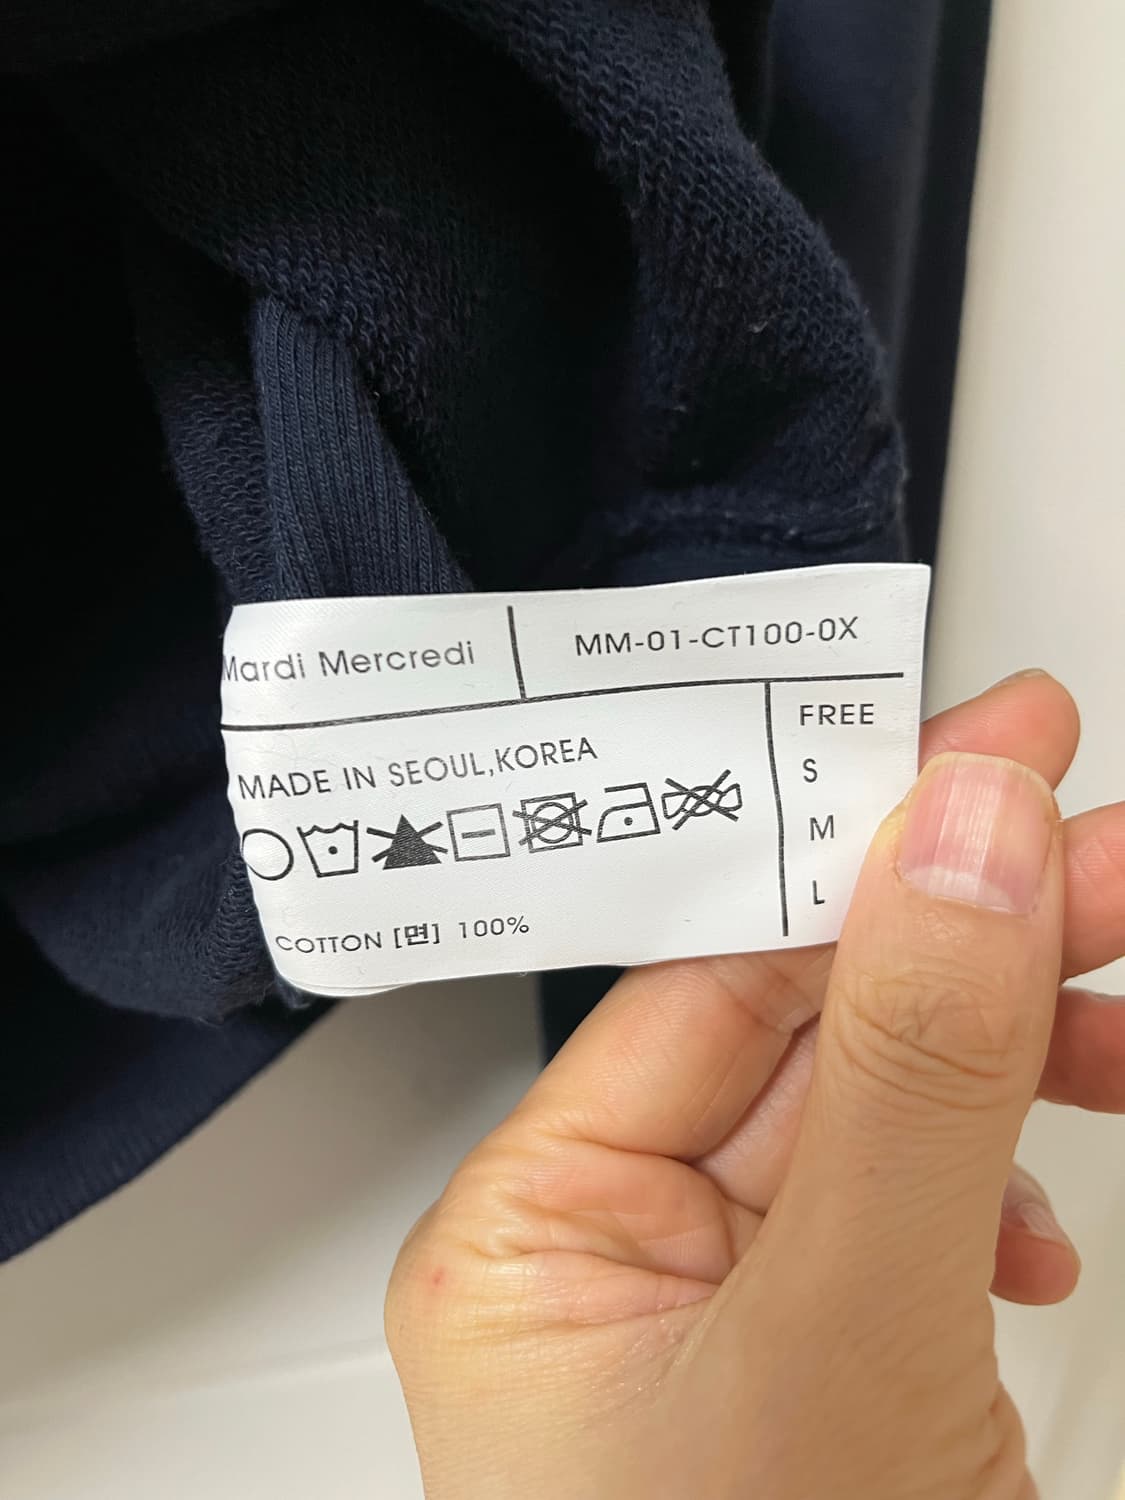 Mardi Mercredi
MM-01-CT100-0X
MADE IN SEOUL,KOREA
COTTON [면] 100%
FREE
S
M
L